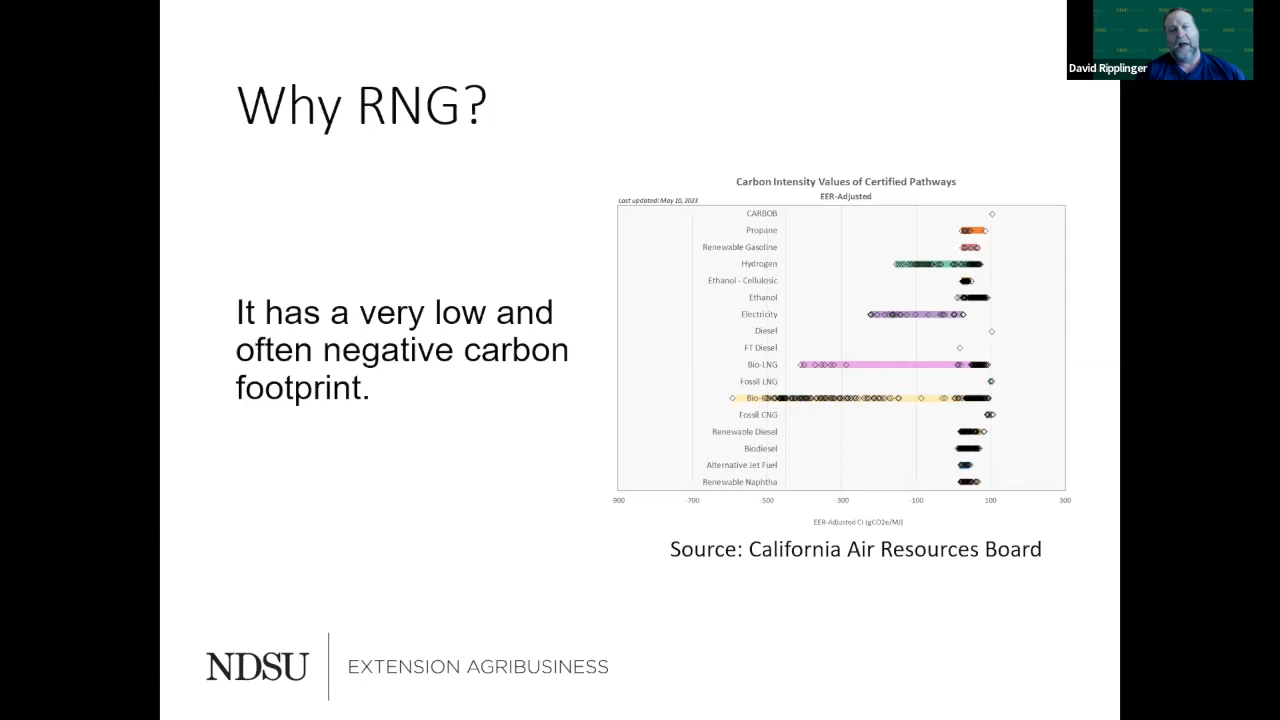 David Ripplinger
Why RNG?
It has a very low and
often negative carbon
footprint.
Carbon Intensity Values of Certified Pathways
EER-Adjusted
Last updated: May 10, 2023
CARBOB
Propane
Renewable Gasoline
Hydrogen
Ethanol - Cellulosic
Ethanol
Electricity
Diesel
FT Diesel
Bio-LNG
Fossil LNG
Fossil CNG
Renewable Diesel
Biodiesel
Alternative Jet Fuel
Renewable Naphtha
-900 -700 -500 -300 -100 100 300
EER-Adjusted CI (gCO2e/MJ)
Source: California Air Resources Board
NDSU
EXTENSION AGRIBUSINESS